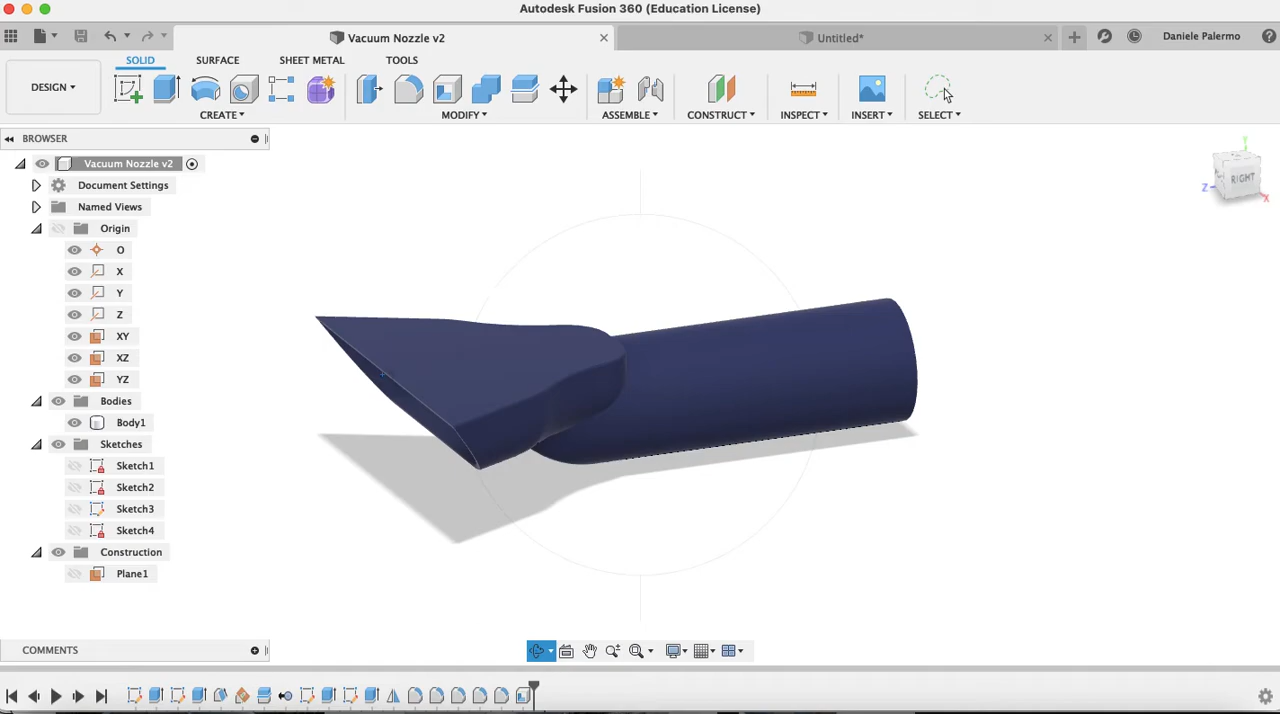 Autodesk Fusion 360 (Education License)
Vacuum Nozzle v2
Untitled*
Daniele Palermo
DESIGN
SOLID
SURFACE
SHEET METAL
TOOLS
CREATE
MODIFY
ASSEMBLE
CONSTRUCT
INSPECT
INSERT
SELECT
BROWSER
Vacuum Nozzle v2
Document Settings
Named Views
Origin
O
X
Y
Z
XY
XZ
YZ
Bodies
Body1
Sketches
Sketch1
Sketch2
Sketch3
Sketch4
Construction
Plane1
Y
RIGHT
Z
X
COMMENTS